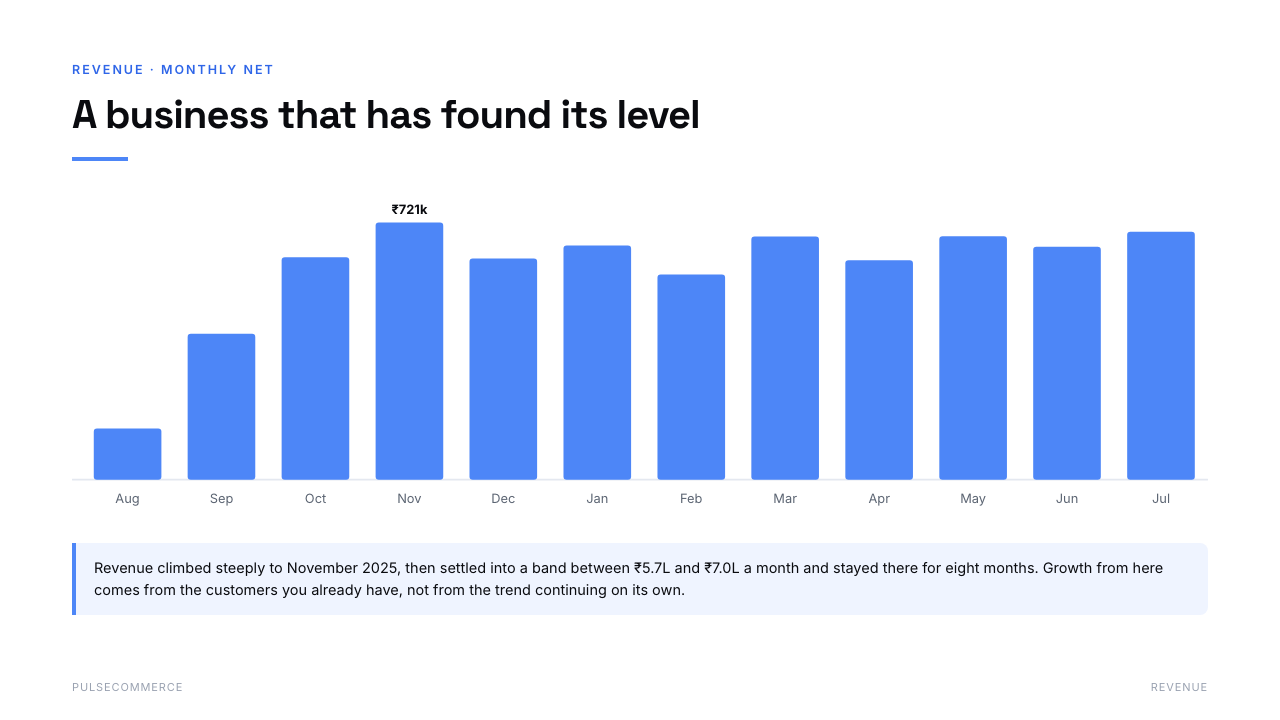 REVENUE · MONTHLY NET
A business that has found its level
₹721k
Aug Sep Oct Nov Dec Jan Feb Mar Apr May Jun Jul
Revenue climbed steeply to November 2025, then settled into a band between ₹5.7L and ₹7.0L a month and stayed there for eight months. Growth from here
comes from the customers you already have, not from the trend continuing on its own.
PULSECOMMERCE REVENUE